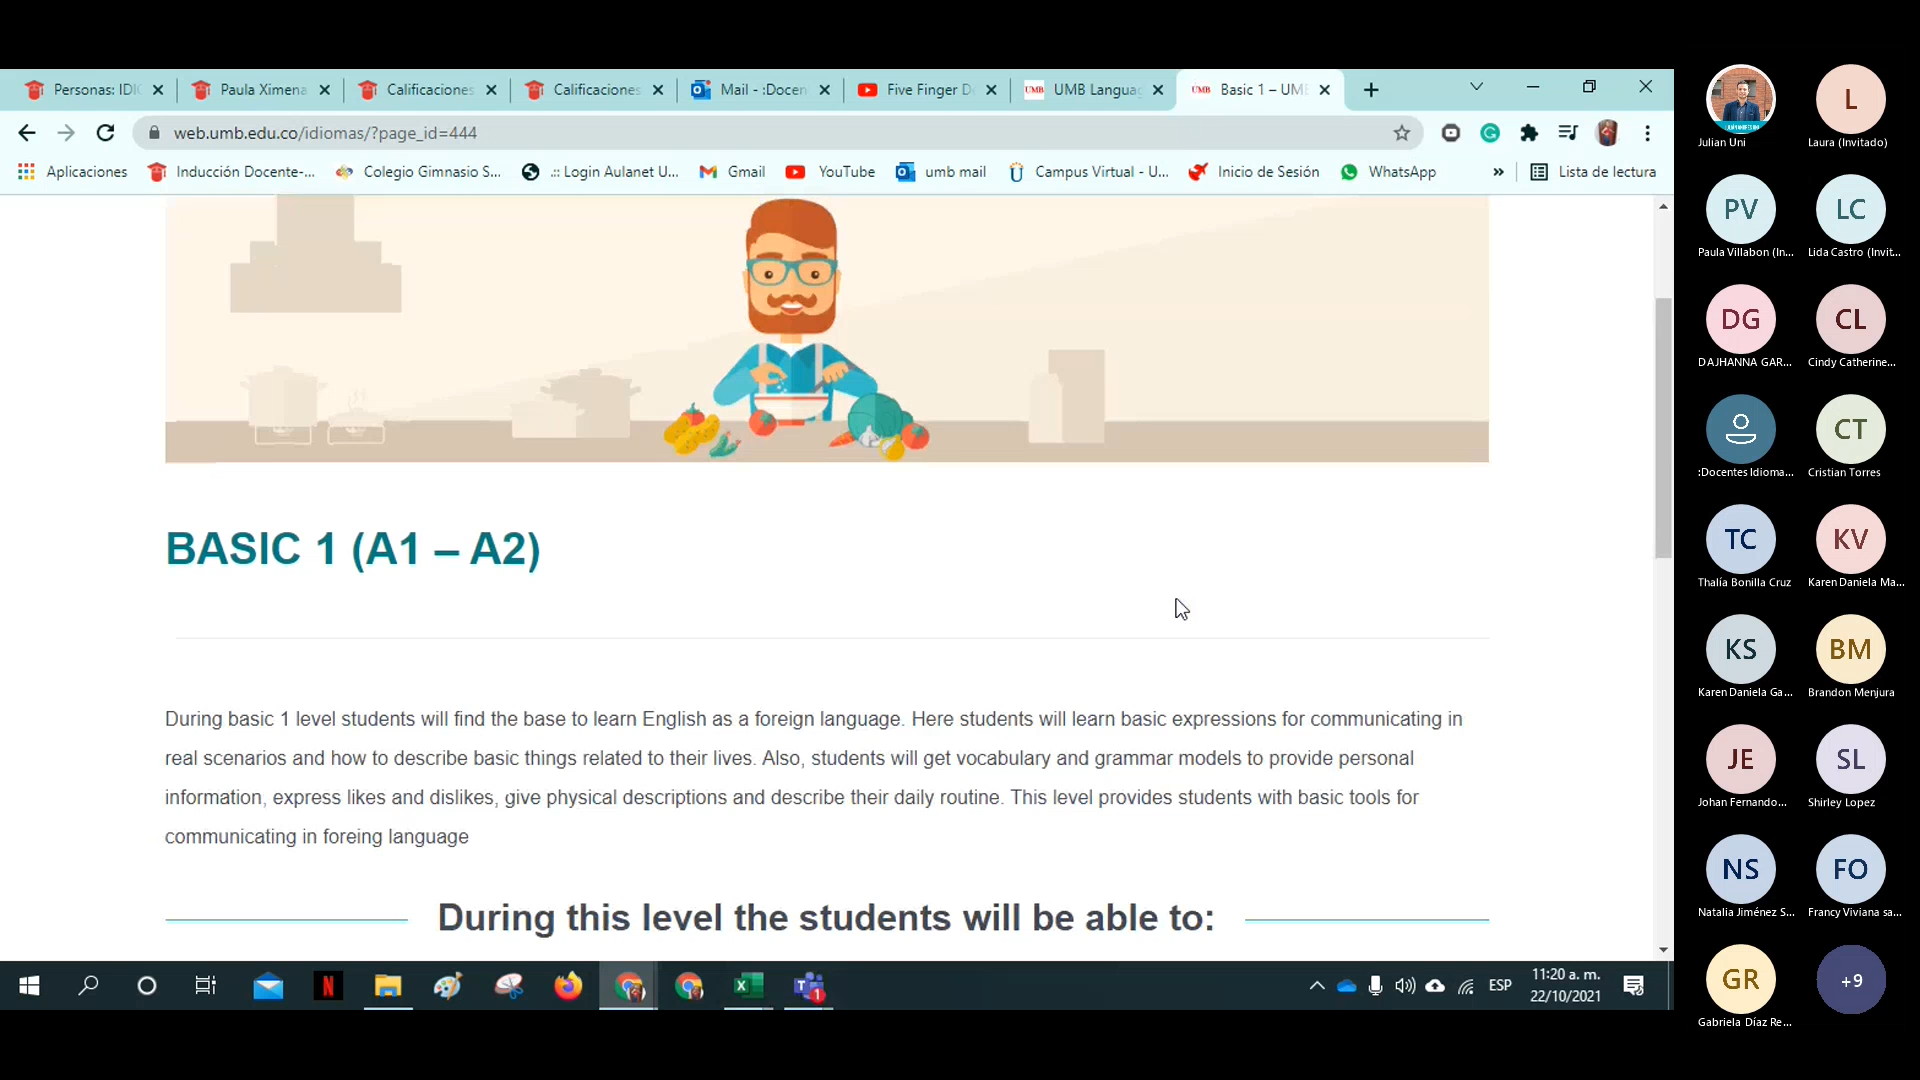 Personas: IDI
Paula Ximena
Calificaciones
Calificaciones
Mail - :Docen
Five Finger D
UMB Langua
Basic 1 – UM
web.umb.edu.co/idiomas/?page_id=444
Aplicaciones
Inducción Docente-...
Colegio Gimnasio S...
.:: Login Aulanet U...
Gmail
YouTube
umb mail
Campus Virtual - U...
Inicio de Sesión
WhatsApp
»
Lista de lectura
BASIC 1 (A1 – A2)
During basic 1 level students will find the base to learn English as a foreign language. Here students will learn basic expressions for communicating in
real scenarios and how to describe basic things related to their lives. Also, students will get vocabulary and grammar models to provide personal
information, express likes and dislikes, give physical descriptions and describe their daily routine. This level provides students with basic tools for
communicating in foreing language
During this level the students will be able to:
ESP
11:20 a. m.
22/10/2021
Julian Uni
L
Laura (Invitado)
PV
Paula Villabon (In...
LC
Lida Castro (Invit...
DG
DAJHANNA GAR...
CL
Cindy Catherine...
:Docentes Idioma...
CT
Cristian Torres
TC
Thalía Bonilla Cruz
KV
Karen Daniela Ma...
KS
Karen Daniela Ga...
BM
Brandon Menjura
JE
Johan Fernando...
SL
Shirley Lopez
NS
Natalia Jiménez S...
FO
Francy Viviana sa...
GR
Gabriela Díaz Re...
+9